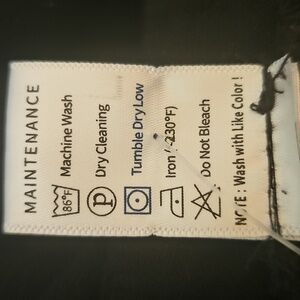 MAINTENANCE
86°F Machine Wash
P Dry Cleaning
Tumble Dry Low
Iron (-230°F)
Do Not Bleach
NOTE : Wash with Like Color !